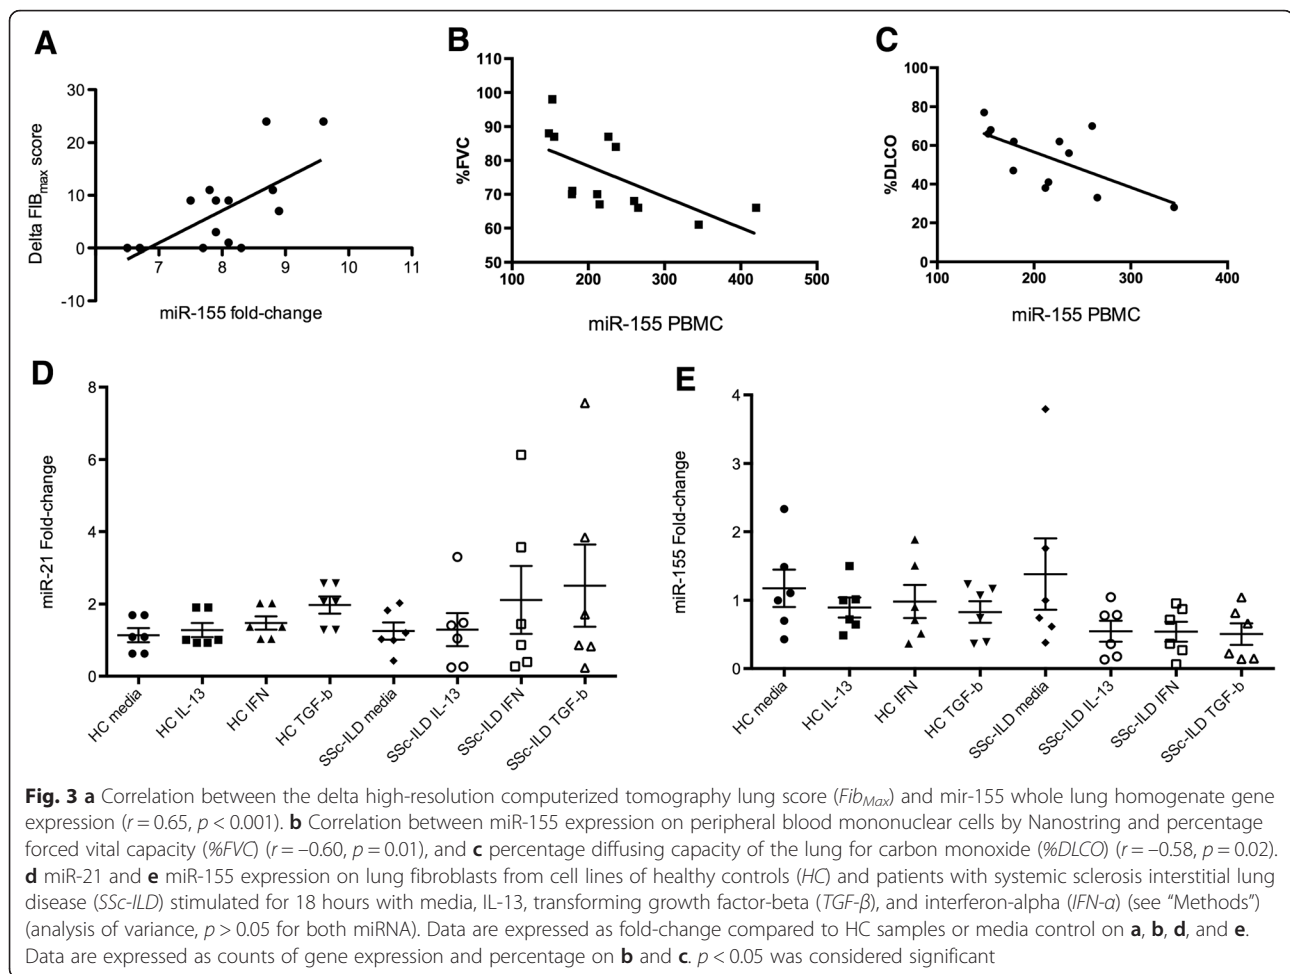 A
30
20
10
0
-10
Delta FIBmax score
7
8
9
10
11
miR-155 fold-change
B
110
100
90
80
70
60
50
%FVC
100
200
300
400
500
miR-155 PBMC
C
100
80
60
40
20
0
%DLCO
100
200
300
400
miR-155 PBMC
D
8
6
4
2
0
miR-21 Fold-change
HC media
HC IL-13
HC IFN
HC TGF-b
SSc-ILD media
SSc-ILD IL-13
SSc-ILD IFN
SSc-ILD TGF-b
E
4
3
2
1
0
miR-155 Fold-change
HC media
HC IL-13
HC IFN
HC TGF-b
SSc-ILD media
SSc-ILD IL-13
SSc-ILD IFN
SSc-ILD TGF-b
Fig. 3 a Correlation between the delta high-resolution computerized tomography lung score (FibMax) and mir-155 whole lung homogenate gene
expression (r = 0.65, p < 0.001). b Correlation between miR-155 expression on peripheral blood mononuclear cells by Nanostring and percentage
forced vital capacity (%FVC) (r = –0.60, p = 0.01), and c percentage diffusing capacity of the lung for carbon monoxide (%DLCO) (r = –0.58, p = 0.02).
d miR-21 and e miR-155 expression on lung fibroblasts from cell lines of healthy controls (HC) and patients with systemic sclerosis interstitial lung
disease (SSc-ILD) stimulated for 18 hours with media, IL-13, transforming growth factor-beta (TGF-β), and interferon-alpha (IFN-α) (see “Methods”)
(analysis of variance, p > 0.05 for both miRNA). Data are expressed as fold-change compared to HC samples or media control on a, b, d, and e.
Data are expressed as counts of gene expression and percentage on b and c. p < 0.05 was considered significant